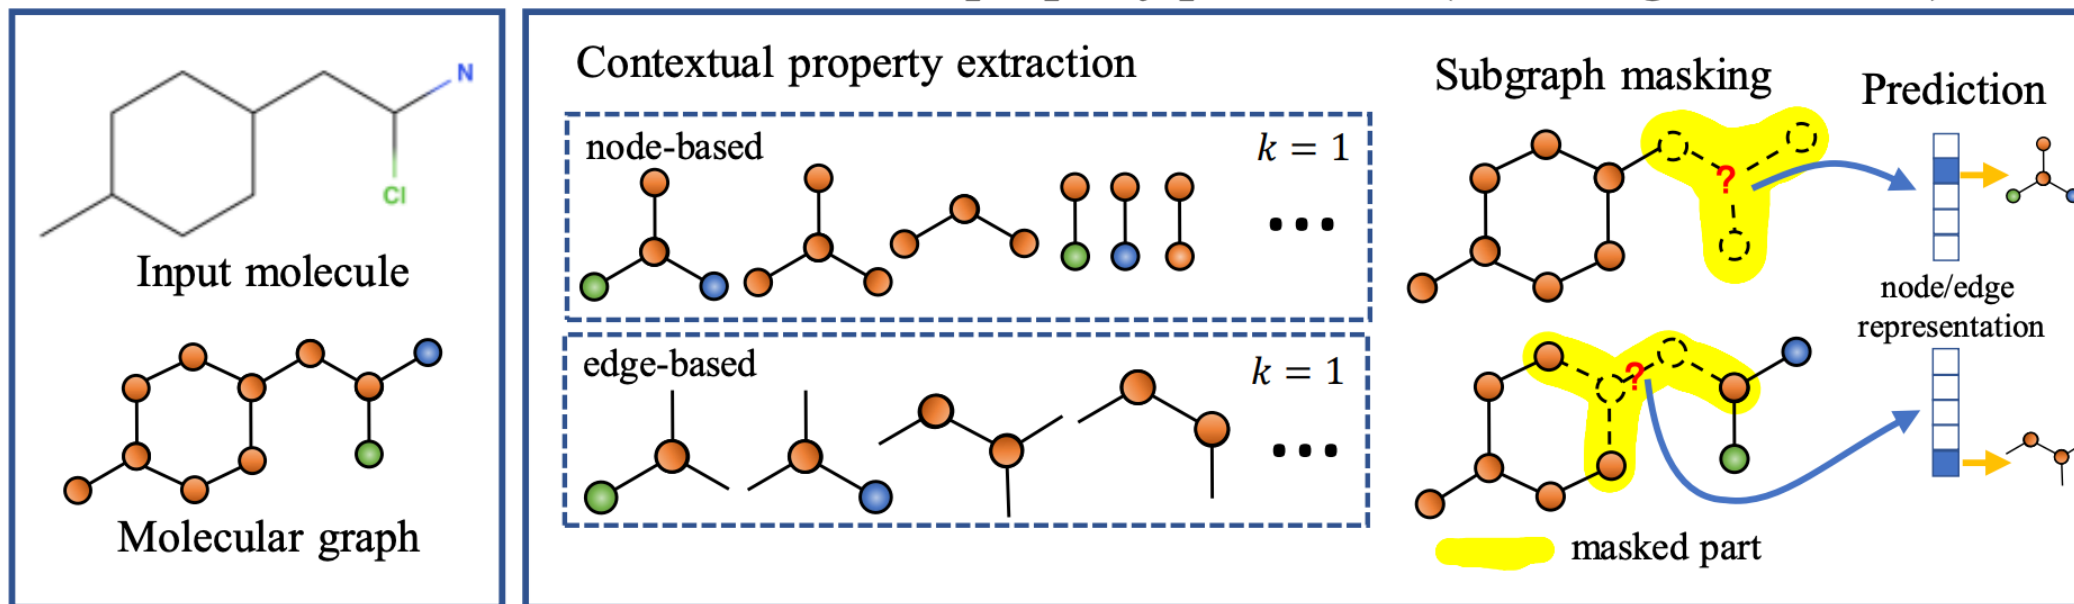 N
Cl
Input molecule
Molecular graph
Contextual property extraction
node-based
k = 1
...
edge-based
k = 1
...
Subgraph masking
?
?
masked part
Prediction
node/edge
representation